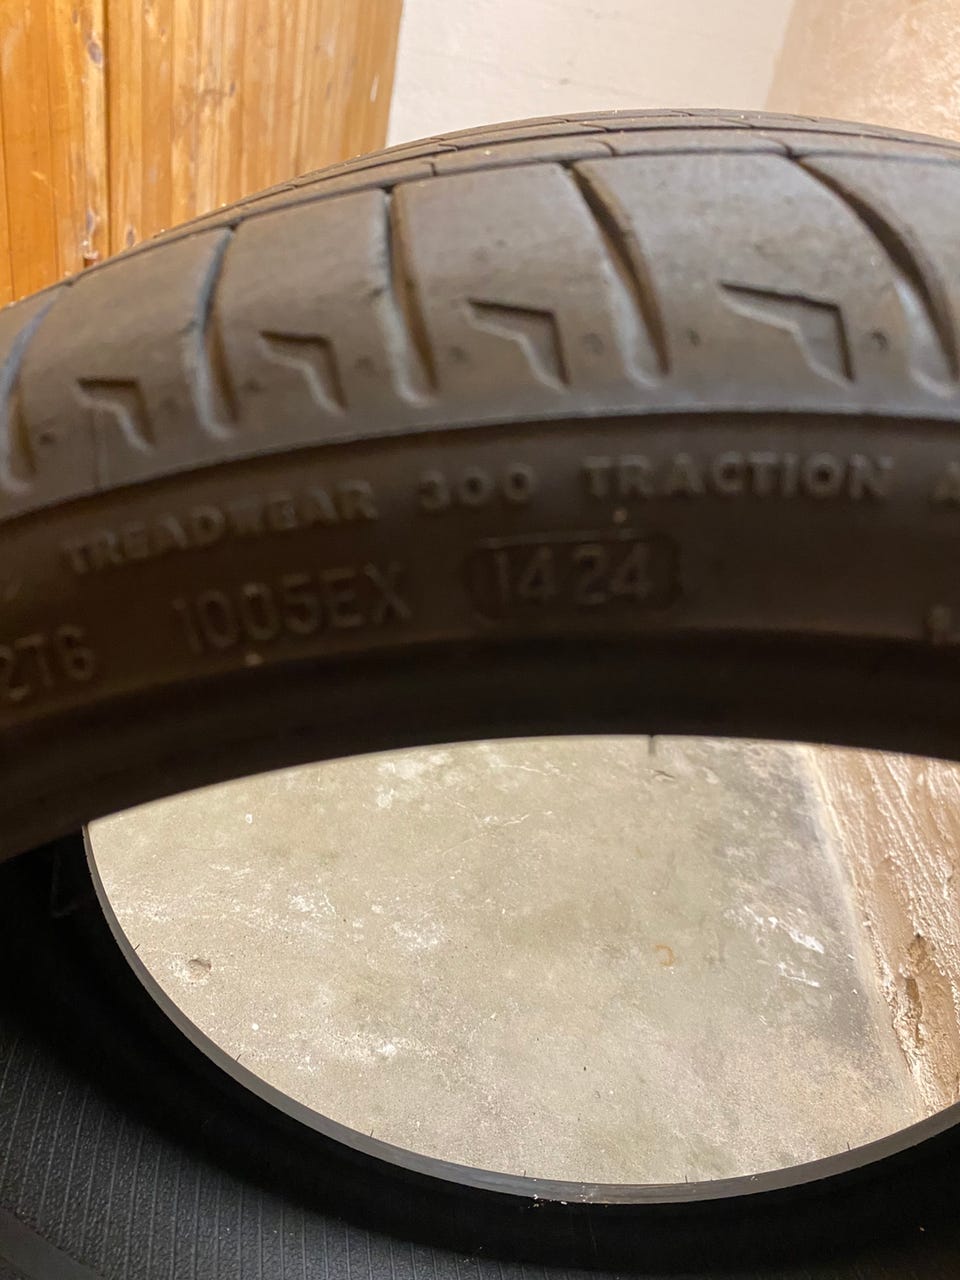 TREADWEAR 300 TRACTION A
276 1005EX 1424